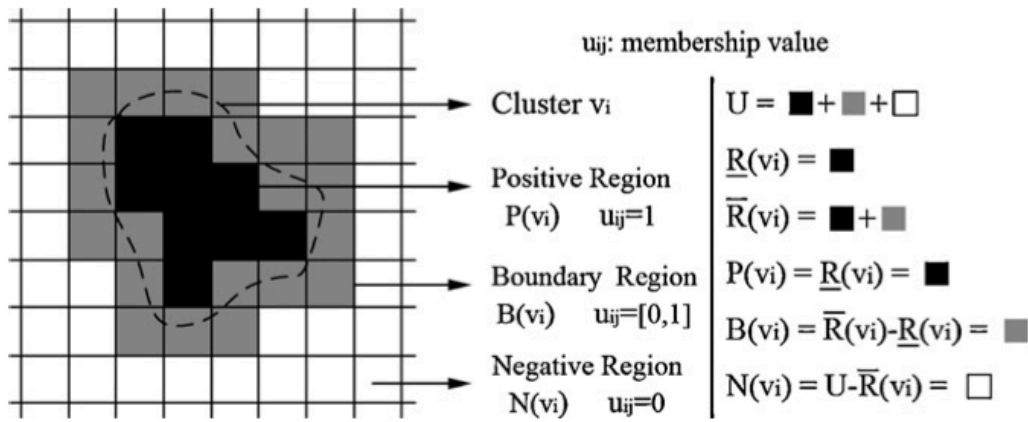 uij: membership value
Cluster vi
Positive Region
P(vi) uij=1
Boundary Region
B(vi) uij=[0,1]
Negative Region
N(vi) uij=0
U = ■+■+□
R(vi) = ■
R̅(vi) = ■+■
P(vi) = R(vi) = ■
B(vi) = R̅(vi)-R(vi) = ■
N(vi) = U-R̅(vi) = □